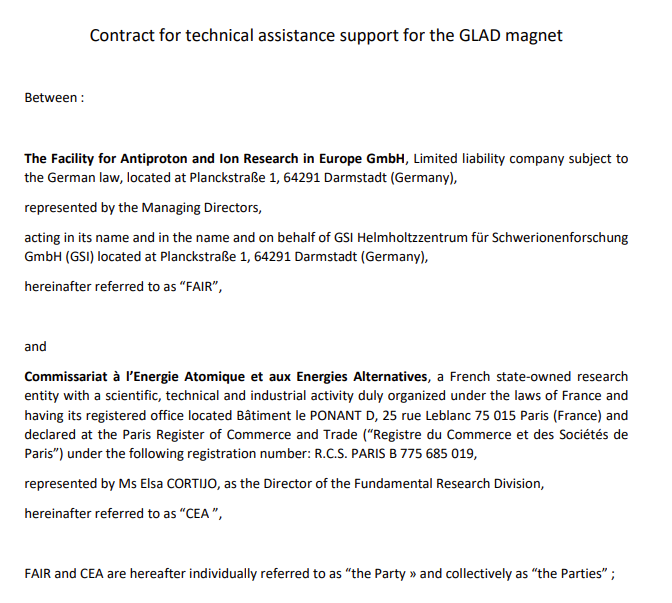 Contract for technical assistance support for the GLAD magnet
Between :
The Facility for Antiproton and Ion Research in Europe GmbH, Limited liability company subject to
the German law, located at Planckstraße 1, 64291 Darmstadt (Germany),
represented by the Managing Directors,
acting in its name and in the name and on behalf of GSI Helmholtzzentrum für Schwerionenforschung
GmbH (GSI) located at Planckstraße 1, 64291 Darmstadt (Germany),
hereinafter referred to as “FAIR”,
and
Commissariat à l’Energie Atomique et aux Energies Alternatives, a French state-owned research
entity with a scientific, technical and industrial activity duly organized under the laws of France and
having its registered office located Bâtiment le PONANT D, 25 rue Leblanc 75 015 Paris (France) and
declared at the Paris Register of Commerce and Trade (“Registre du Commerce et des Sociétés de
Paris”) under the following registration number: R.C.S. PARIS B 775 685 019,
represented by Ms Elsa CORTIJO, as the Director of the Fundamental Research Division,
hereinafter referred to as “CEA ”,
FAIR and CEA are hereafter individually referred to as “the Party » and collectively as “the Parties” ;